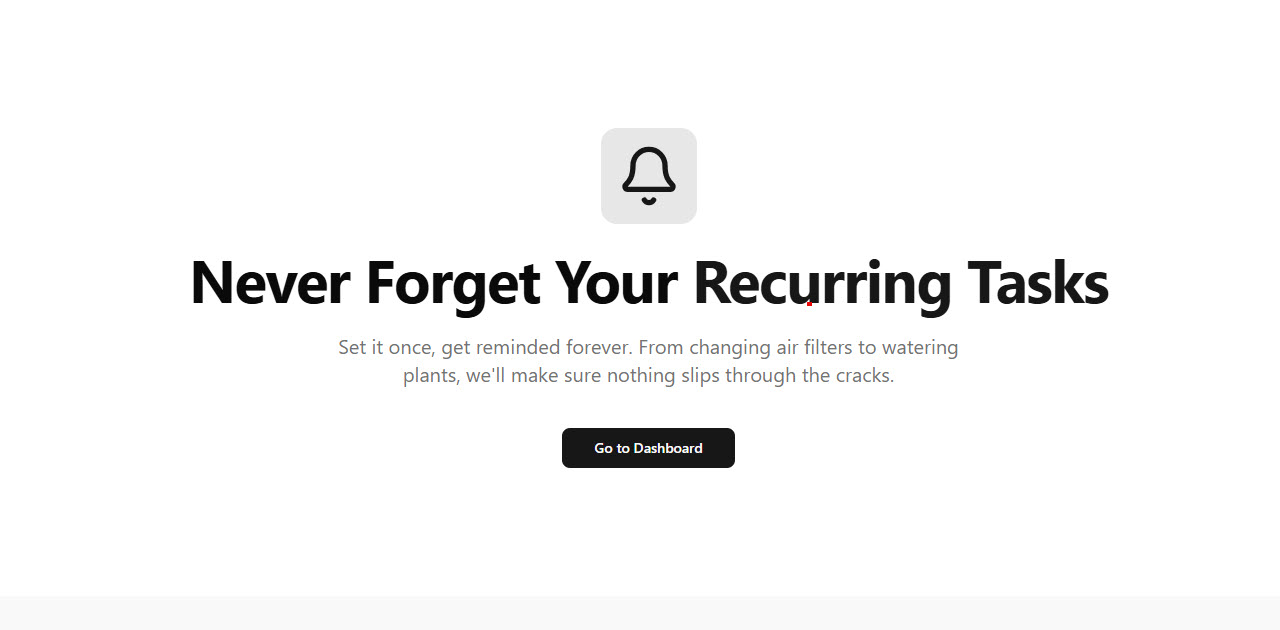 Never Forget Your Recurring Tasks
Set it once, get reminded forever. From changing air filters to watering
plants, we'll make sure nothing slips through the cracks.
Go to Dashboard